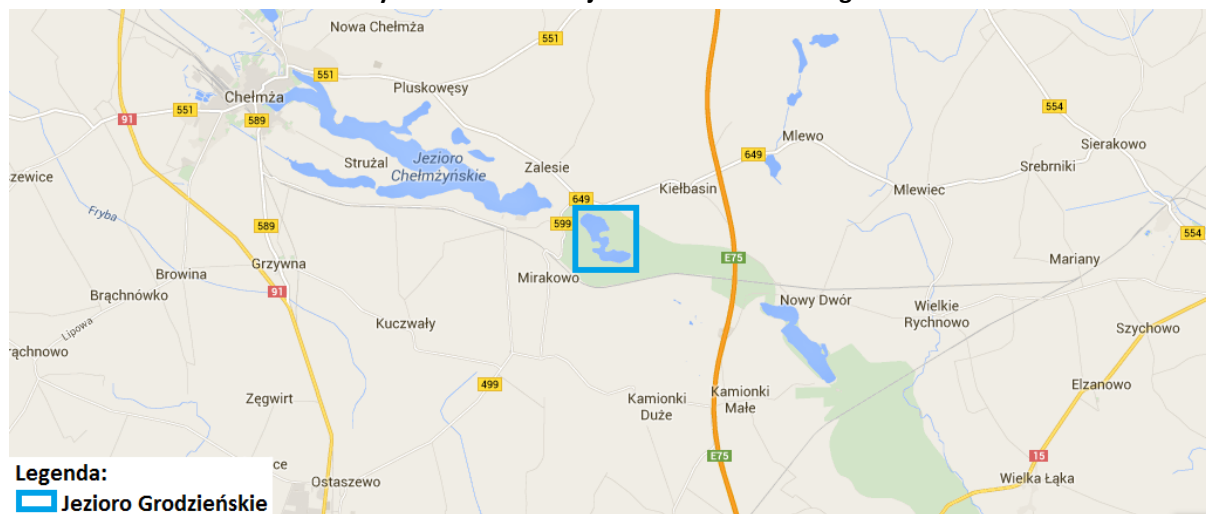 Nowa Chełmża
551
551
Pluskowęsy
Chełmża
551
554
91
589
Mlewo
Sierakowo
Strużal
Jezioro
Chełmżyńskie
Zalesie
649
Srebrniki
zewice
Kiełbasin
Mlewiec
649
Fryba
589
599
554
Grzywna
E75
Mariany
Browina
Mirakowo
Brąchnówko
91
Nowy Dwór
Wielkie
Rychnowo
Lipowa
Kuczwały
Szychowo
rąchnowo
499
Elzanowo
Zęgwirt
Kamionki
Duże
Kamionki
Małe
E75
15
ce
Wielka Łąka
Ostaszewo
Legenda:
Jezioro Grodzieńskie